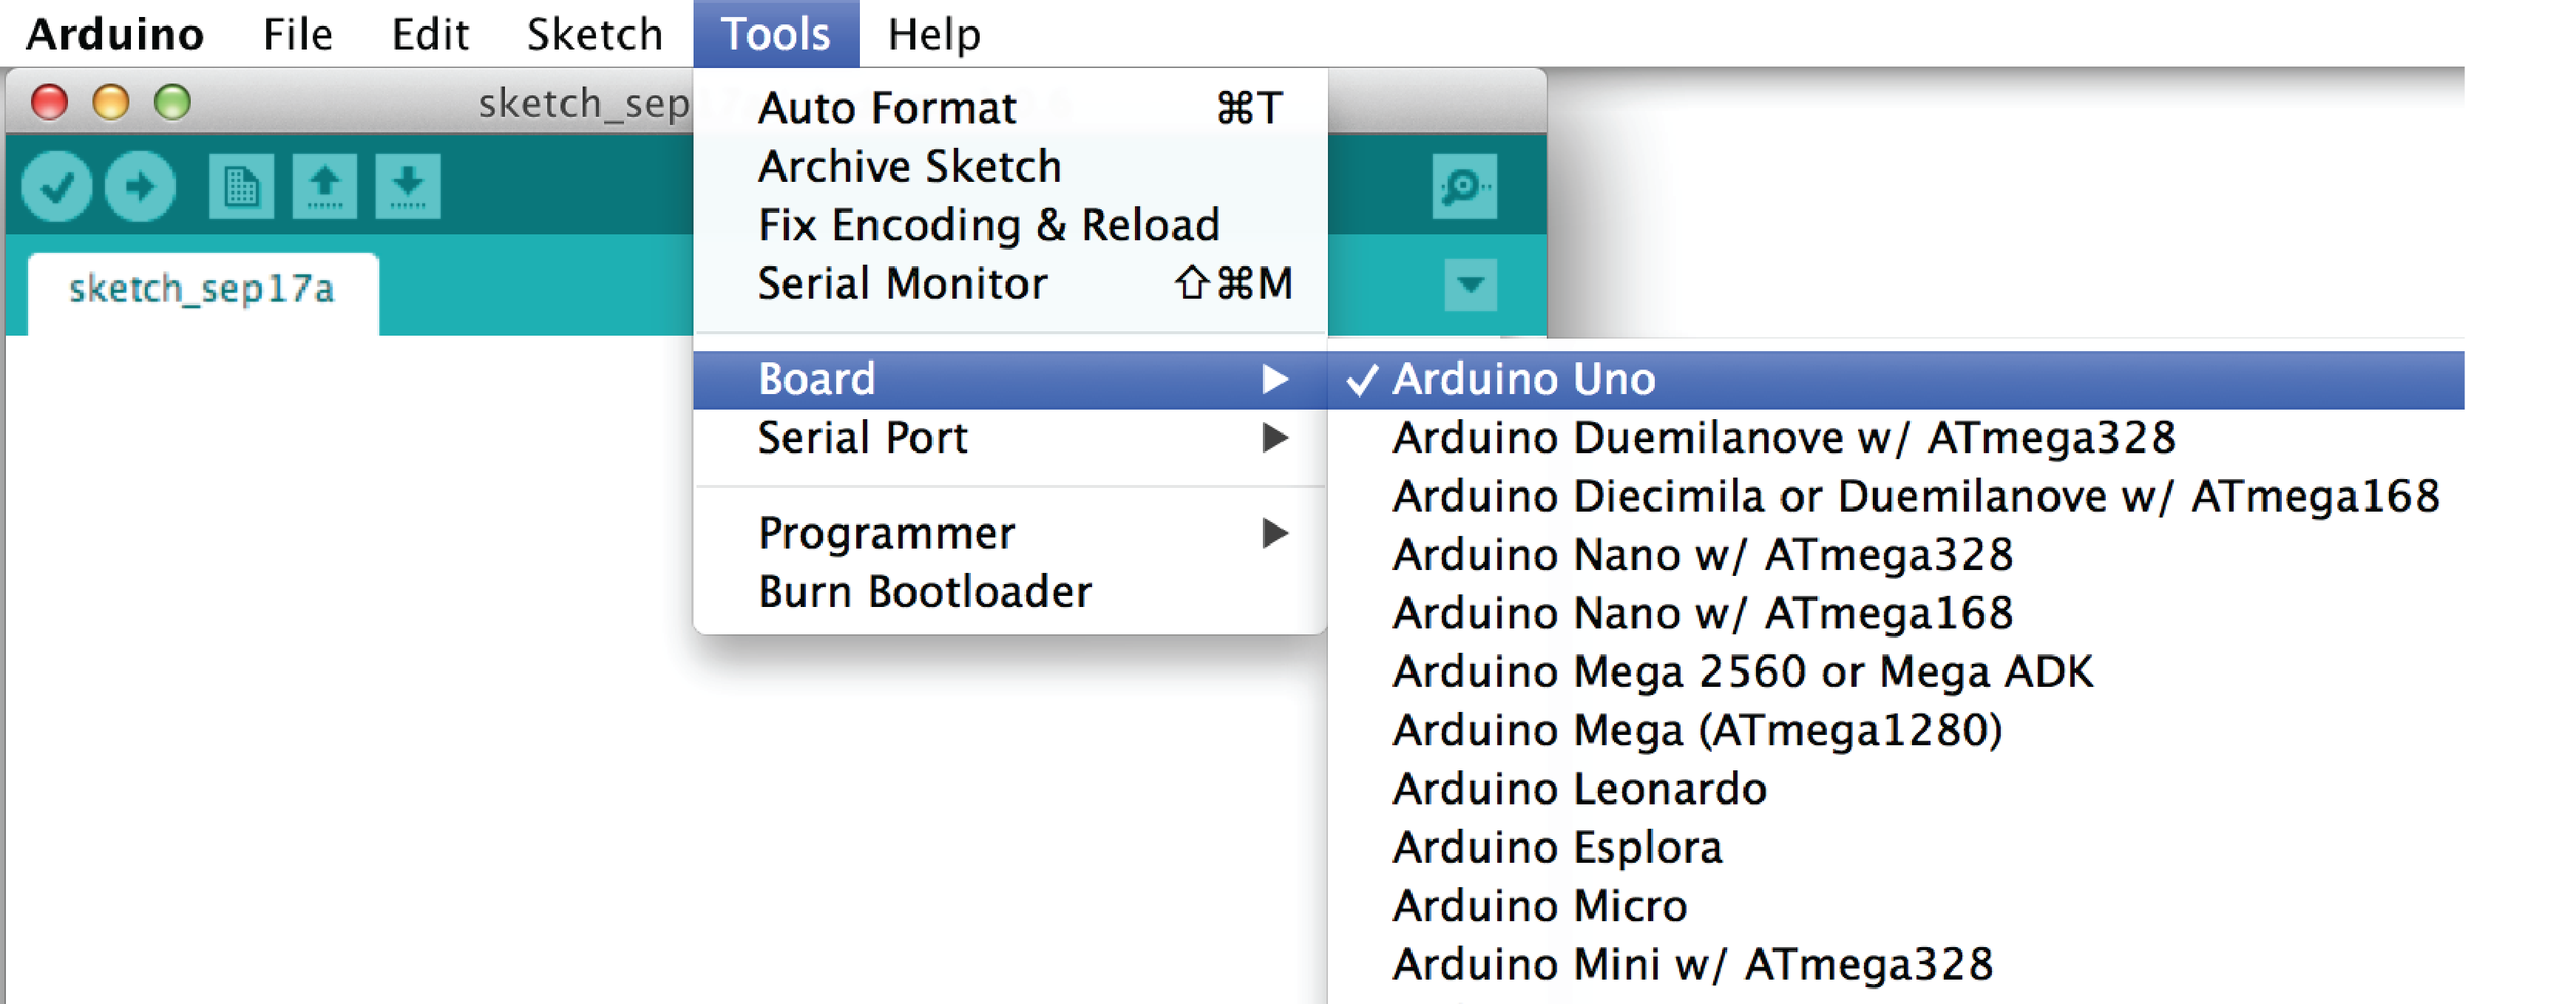 Arduino File Edit Sketch Tools Help
sketch_sep
sketch_sep17a
Auto Format ⌘T
Archive Sketch
Fix Encoding & Reload
Serial Monitor ⇧⌘M
Board ▶
Serial Port ▶
Programmer ▶
Burn Bootloader
✓ Arduino Uno
Arduino Duemilanove w/ ATmega328
Arduino Diecimila or Duemilanove w/ ATmega168
Arduino Nano w/ ATmega328
Arduino Nano w/ ATmega168
Arduino Mega 2560 or Mega ADK
Arduino Mega (ATmega1280)
Arduino Leonardo
Arduino Esplora
Arduino Micro
Arduino Mini w/ ATmega328